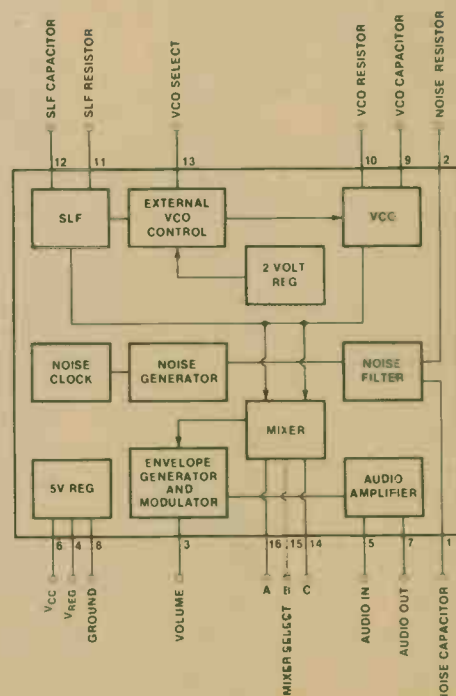 SLF CAPACITOR
SLF RESISTOR
VCO SELECT
VCO RESISTOR
VCO CAPACITOR
NOISE RESISTOR
12
11
13
10
9
2
SLF
EXTERNAL
VCO
CONTROL
VCO
2 VOLT
REG
NOISE
CLOCK
NOISE
GENERATOR
NOISE
FILTER
MIXER
5V REG
ENVELOPE
GENERATOR
AND
MODULATOR
AUDIO
AMPLIFIER
6
4
8
3
16
15
14
5
7
1
VCC
VREG
GROUND
VOLUME
A
B
C
MIXER SELECT
AUDIO IN
AUDIO OUT
NOISE CAPACITOR